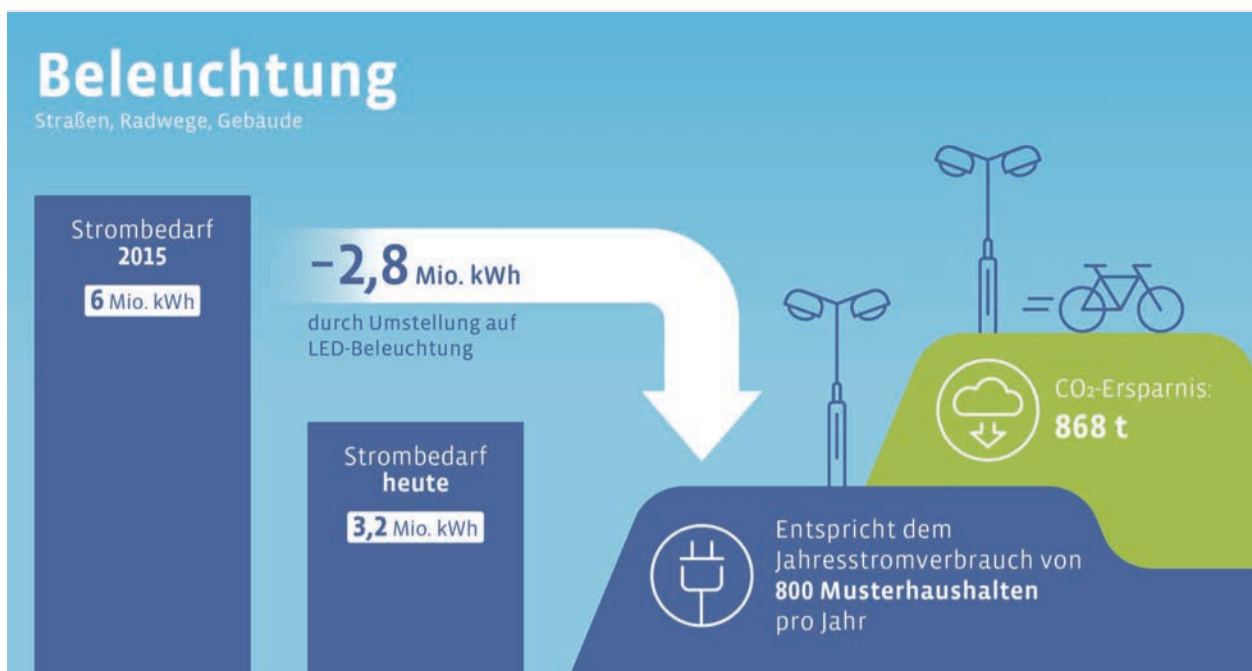 Beleuchtung
Straßen, Radwege, Gebäude
Strombedarf
2015
6 Mio. kWh
–2,8 Mio. kWh
durch Umstellung auf
LED-Beleuchtung
Strombedarf
heute
3,2 Mio. kWh
CO₂-Ersparnis:
868 t
Entspricht dem
Jahresstromverbrauch von
800 Musterhaushalten
pro Jahr